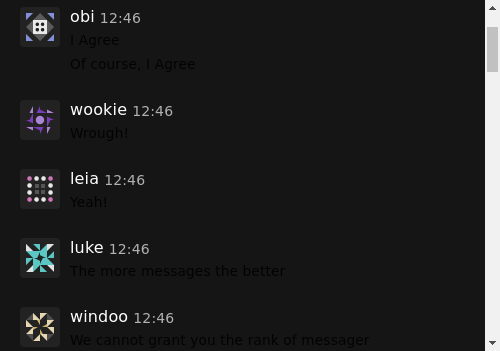 obi 12:46
I Agree
Of course, I Agree
wookie 12:46
Wrough!
leia 12:46
Yeah!
luke 12:46
The more messages the better
windoo 12:46
We cannot grant you the rank of messager